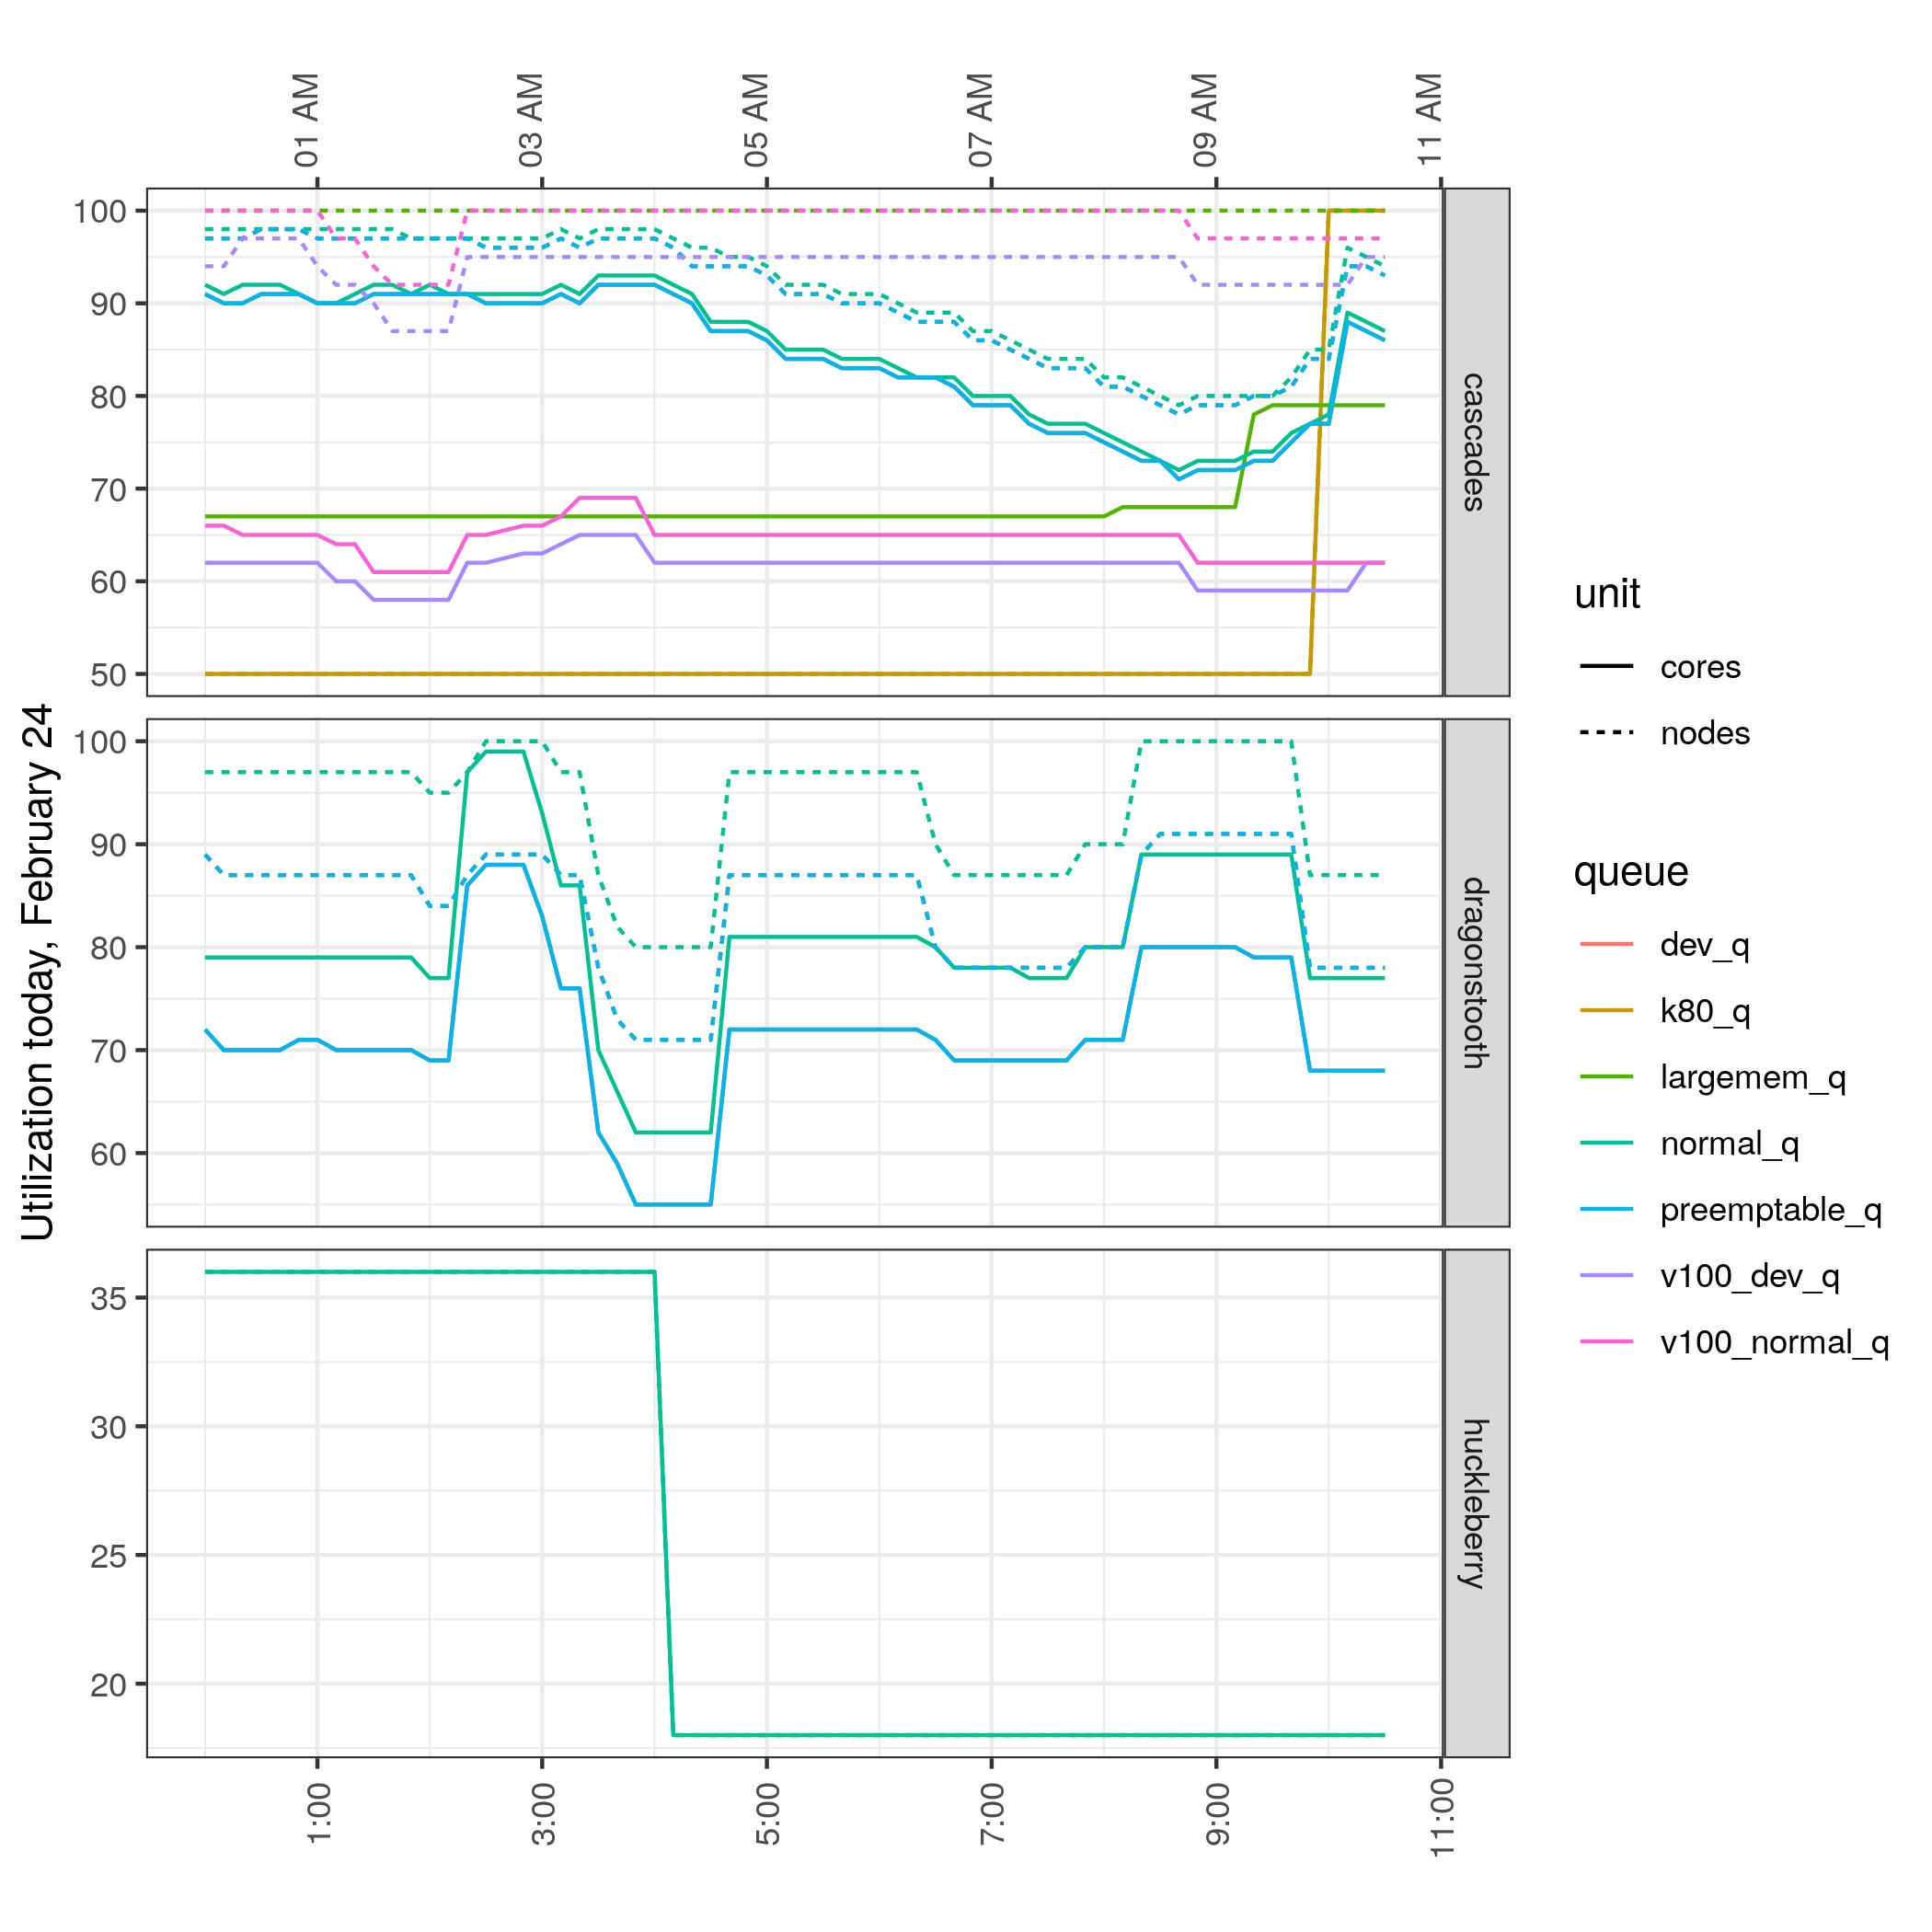 01 AM
03 AM
05 AM
07 AM
09 AM
11 AM
Utilization today, February 24
100
90
80
70
60
50
cascades
100
90
80
70
60
dragonstooth
35
30
25
20
huckleberry
1:00
3:00
5:00
7:00
9:00
11:00
unit
cores
nodes
queue
dev_q
k80_q
largemem_q
normal_q
preemptable_q
v100_dev_q
v100_normal_q